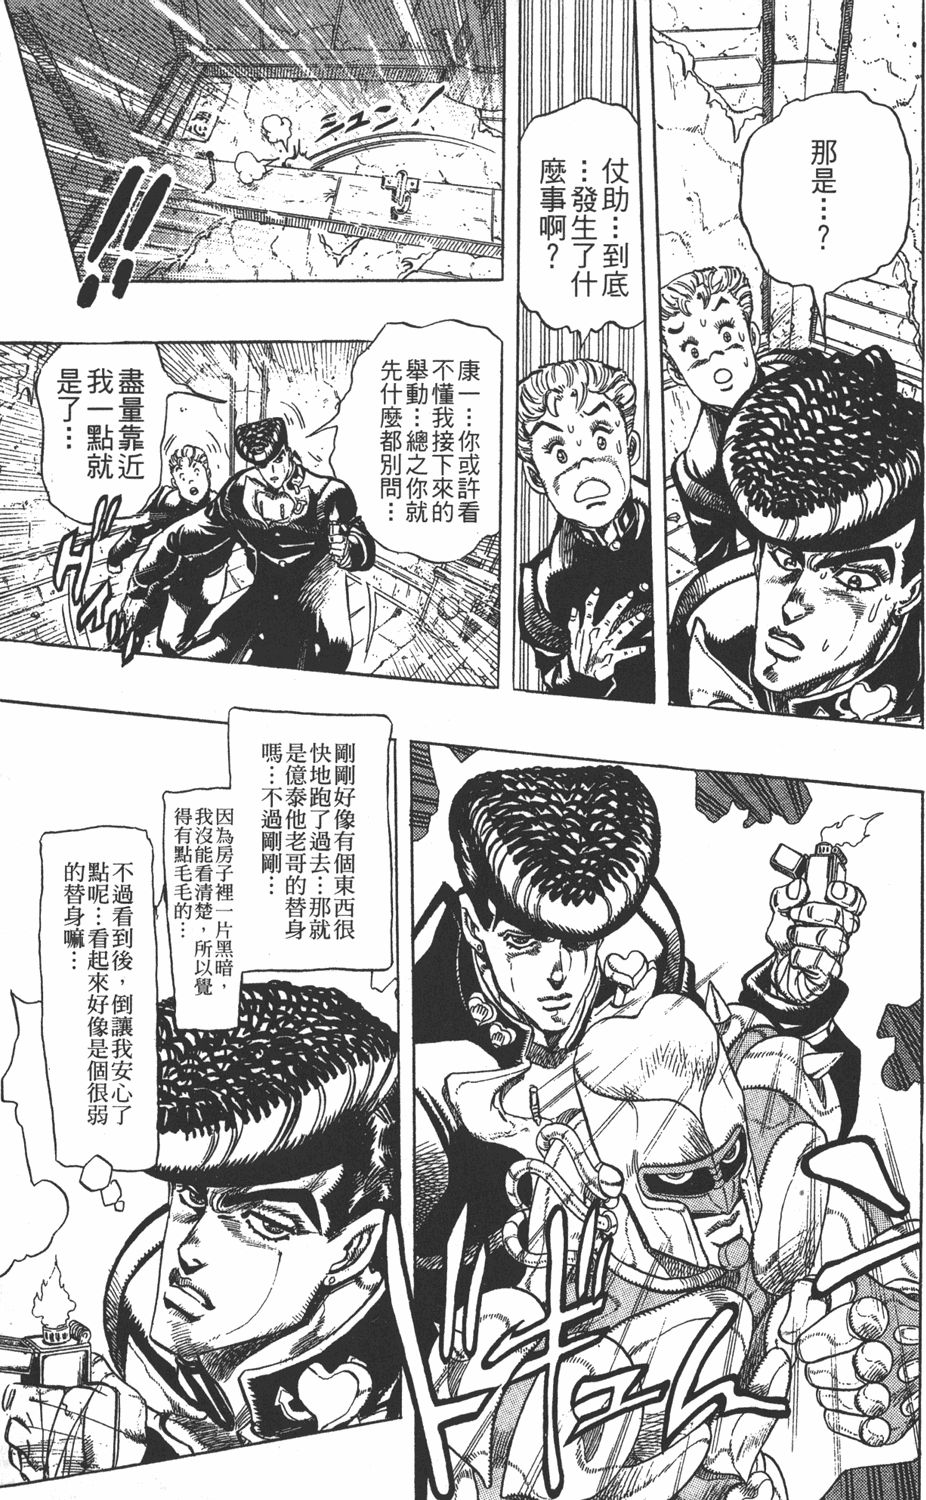 那是…？
仗助…到底
…發生了什
麼事啊？
ジュン！
用心
!!
康一…你或許看
不懂我接下來的
舉動…總之你就
先什麼都別問…
盡量靠近
我一點就
是了…
剛剛好像有個東西很
快地跑了過去…那就
是億泰他老哥的替身
嗎…不過剛剛…
ドギュん
因為房子裡一片黑暗，
我沒能看清楚，所以覺
得有點毛毛的…
不過看到後，倒讓我安心了
點呢…看起來好像是個很弱
的替身嘛…